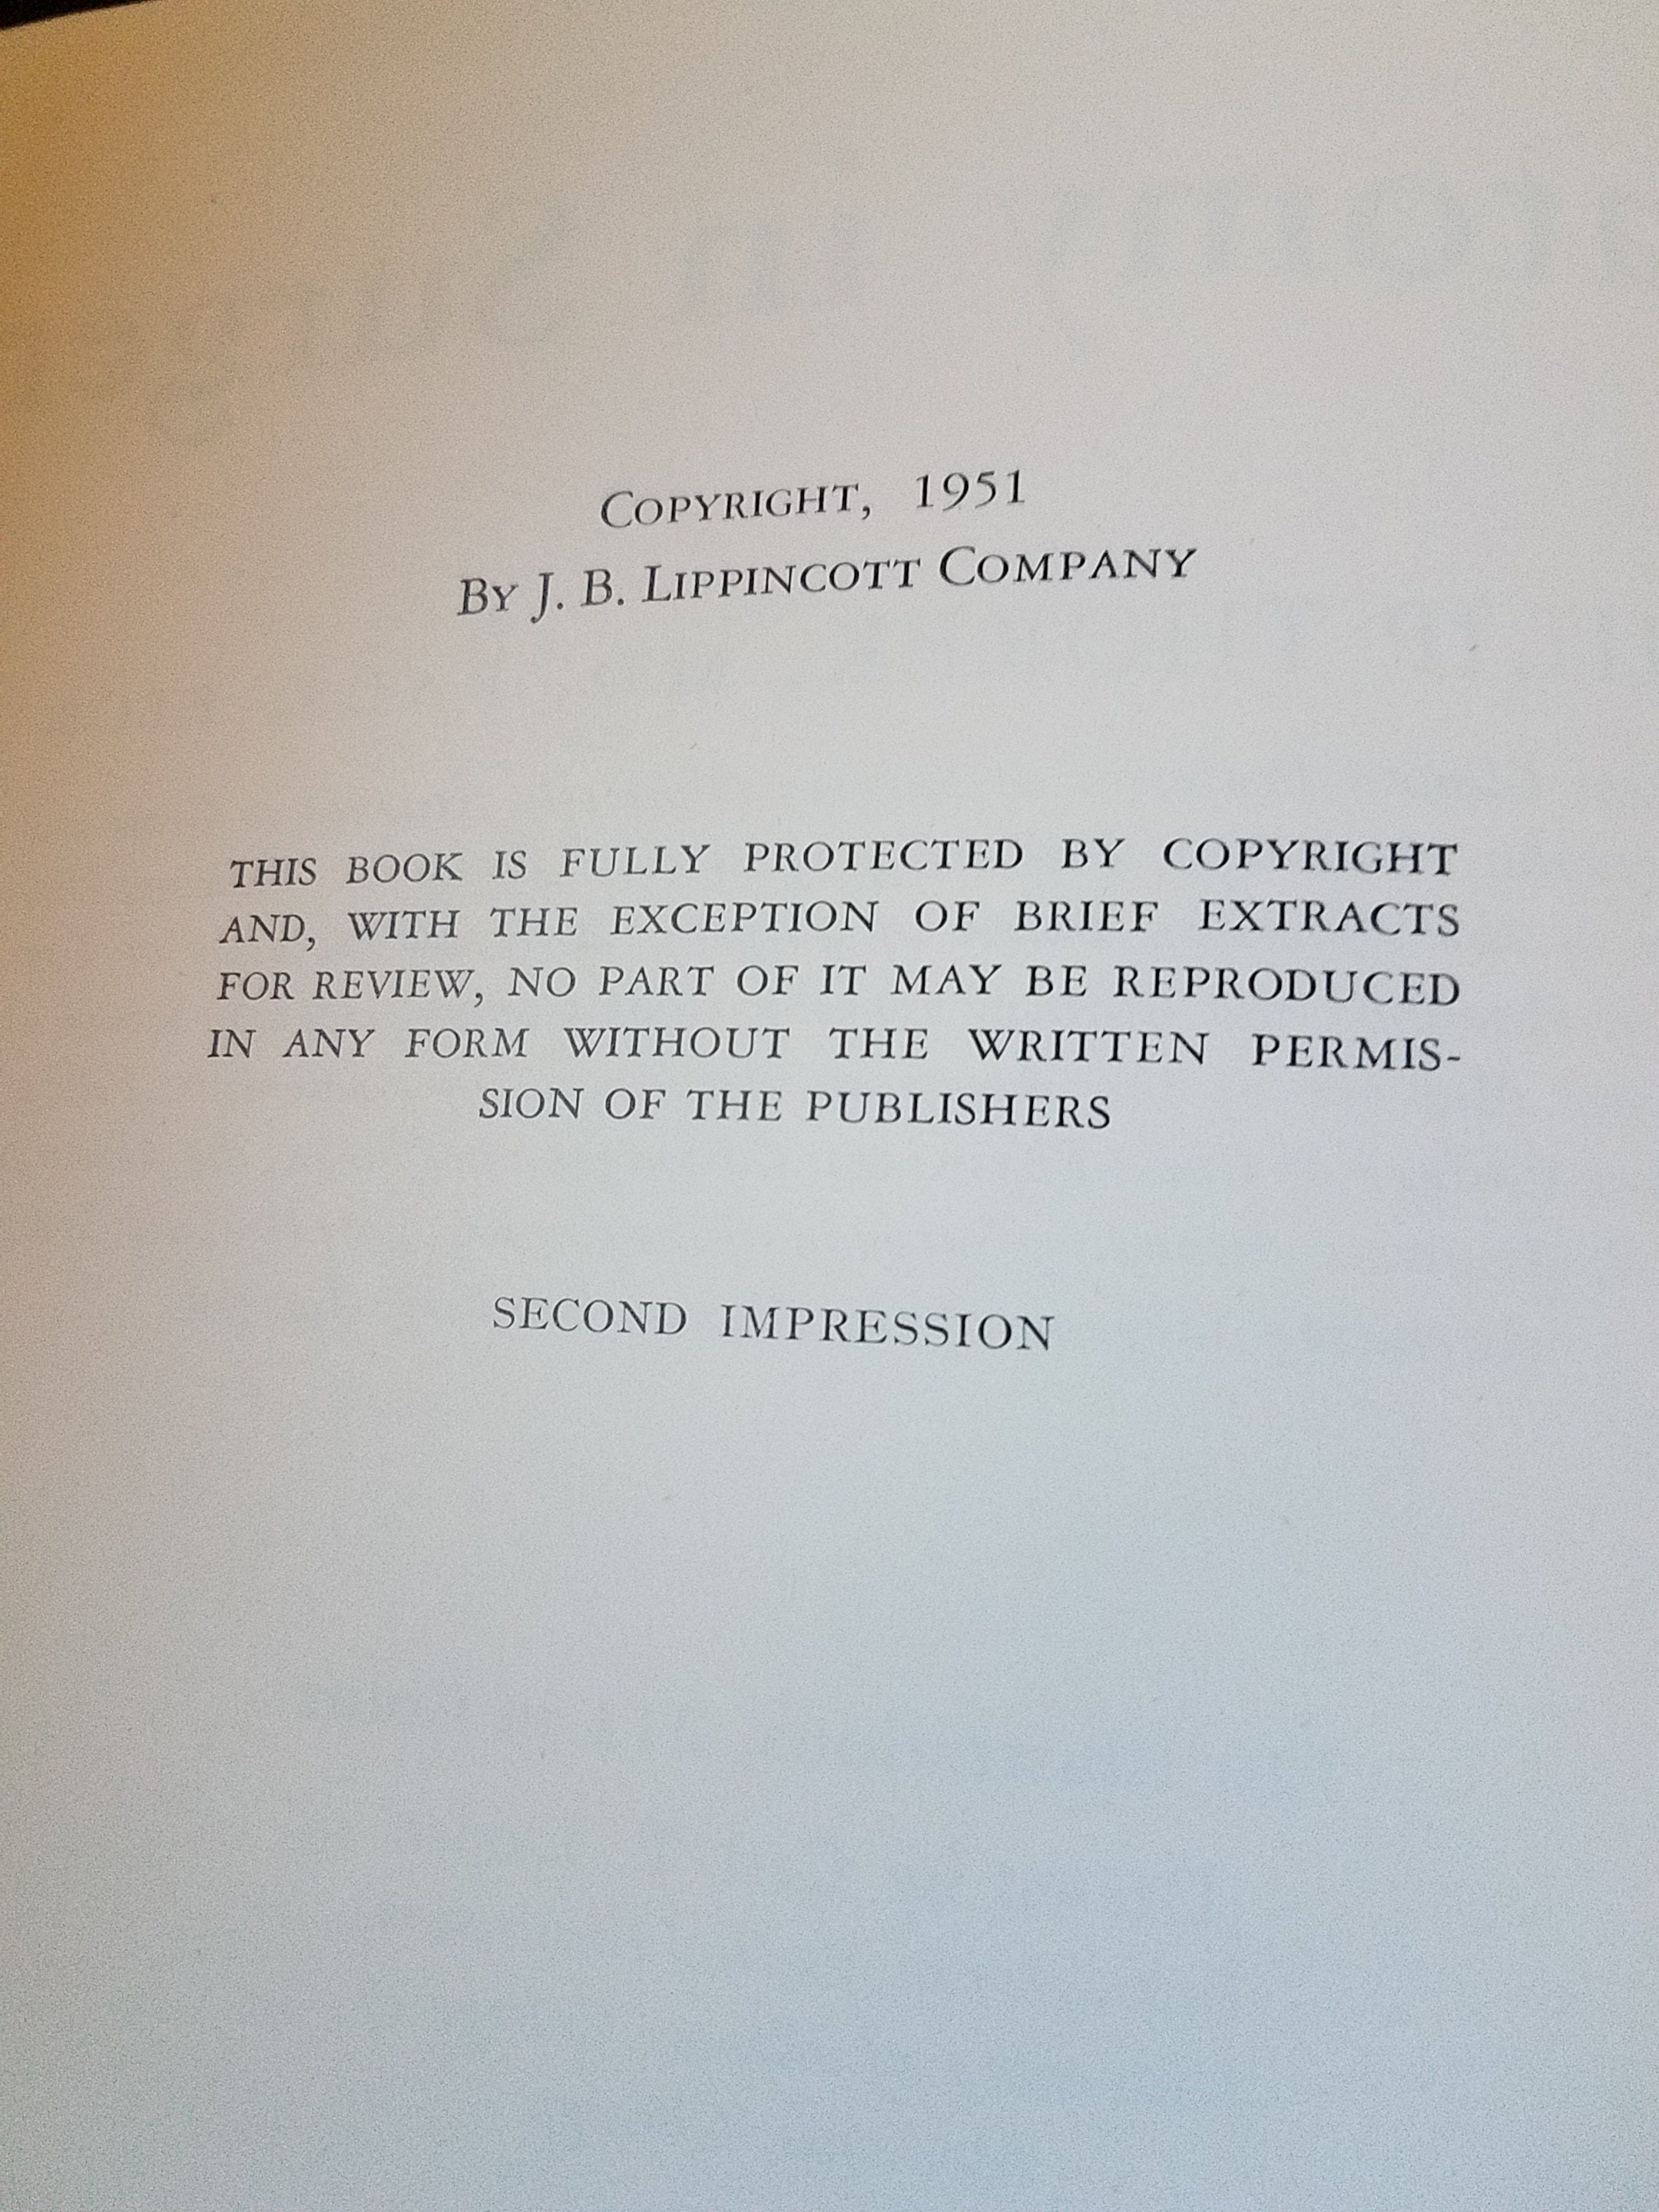 COPYRIGHT, 1951
BY J. B. LIPPINCOTT COMPANY
THIS BOOK IS FULLY PROTECTED BY COPYRIGHT
AND, WITH THE EXCEPTION OF BRIEF EXTRACTS
FOR REVIEW, NO PART OF IT MAY BE REPRODUCED
IN ANY FORM WITHOUT THE WRITTEN PERMIS-
SION OF THE PUBLISHERS
SECOND IMPRESSION